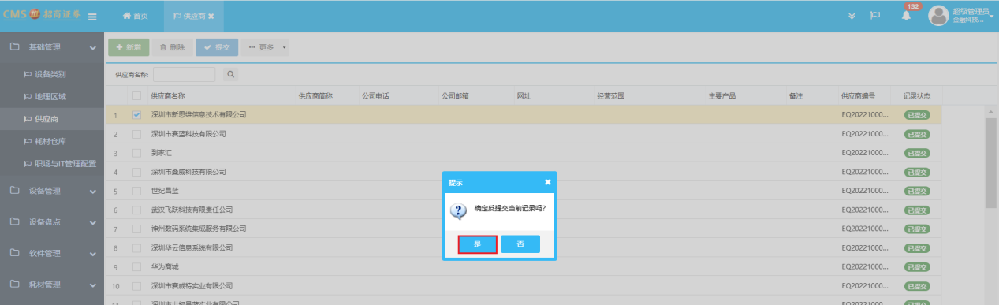 CMS 招商证券
首页
供应商
132
超级管理员
金融科技...
基础管理
新增
删除
提交
更多
设备类别
地理区域
供应商
耗材仓库
职场与IT管理配置
设备管理
设备盘点
软件管理
耗材管理
供应商名称:
供应商名称 供应商简称 公司电话 公司邮箱 网址 经营范围 主要产品 备注 供应商编号 记录状态
1 深圳市新思维信息技术有限公司 EQ20221000... 已提交
2 深圳市赛蓝科技有限公司 EQ20221000... 已提交
3 到家汇 EQ20221000... 已提交
4 深圳市桑威科技有限公司 EQ20221000... 已提交
5 世纪昌蓝 EQ20221000... 已提交
6 武汉飞跃科技有限责任公司 EQ20221000... 已提交
7 神州数码系统集成服务有限公司 EQ20221000... 已提交
8 深圳华云信息系统有限公司 EQ20221000... 已提交
9 华为商城 EQ20221000... 已提交
10 深圳市赛威特实业有限公司 EQ20221000... 已提交
提示
确定反提交当前记录吗?
是
否